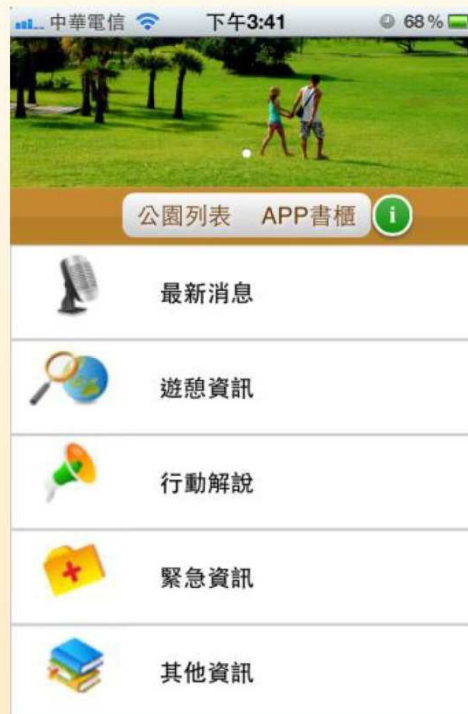 中華電信 下午3:41 68%
公園列表 APP書櫃 i
最新消息
遊憩資訊
行動解說
緊急資訊
其他資訊